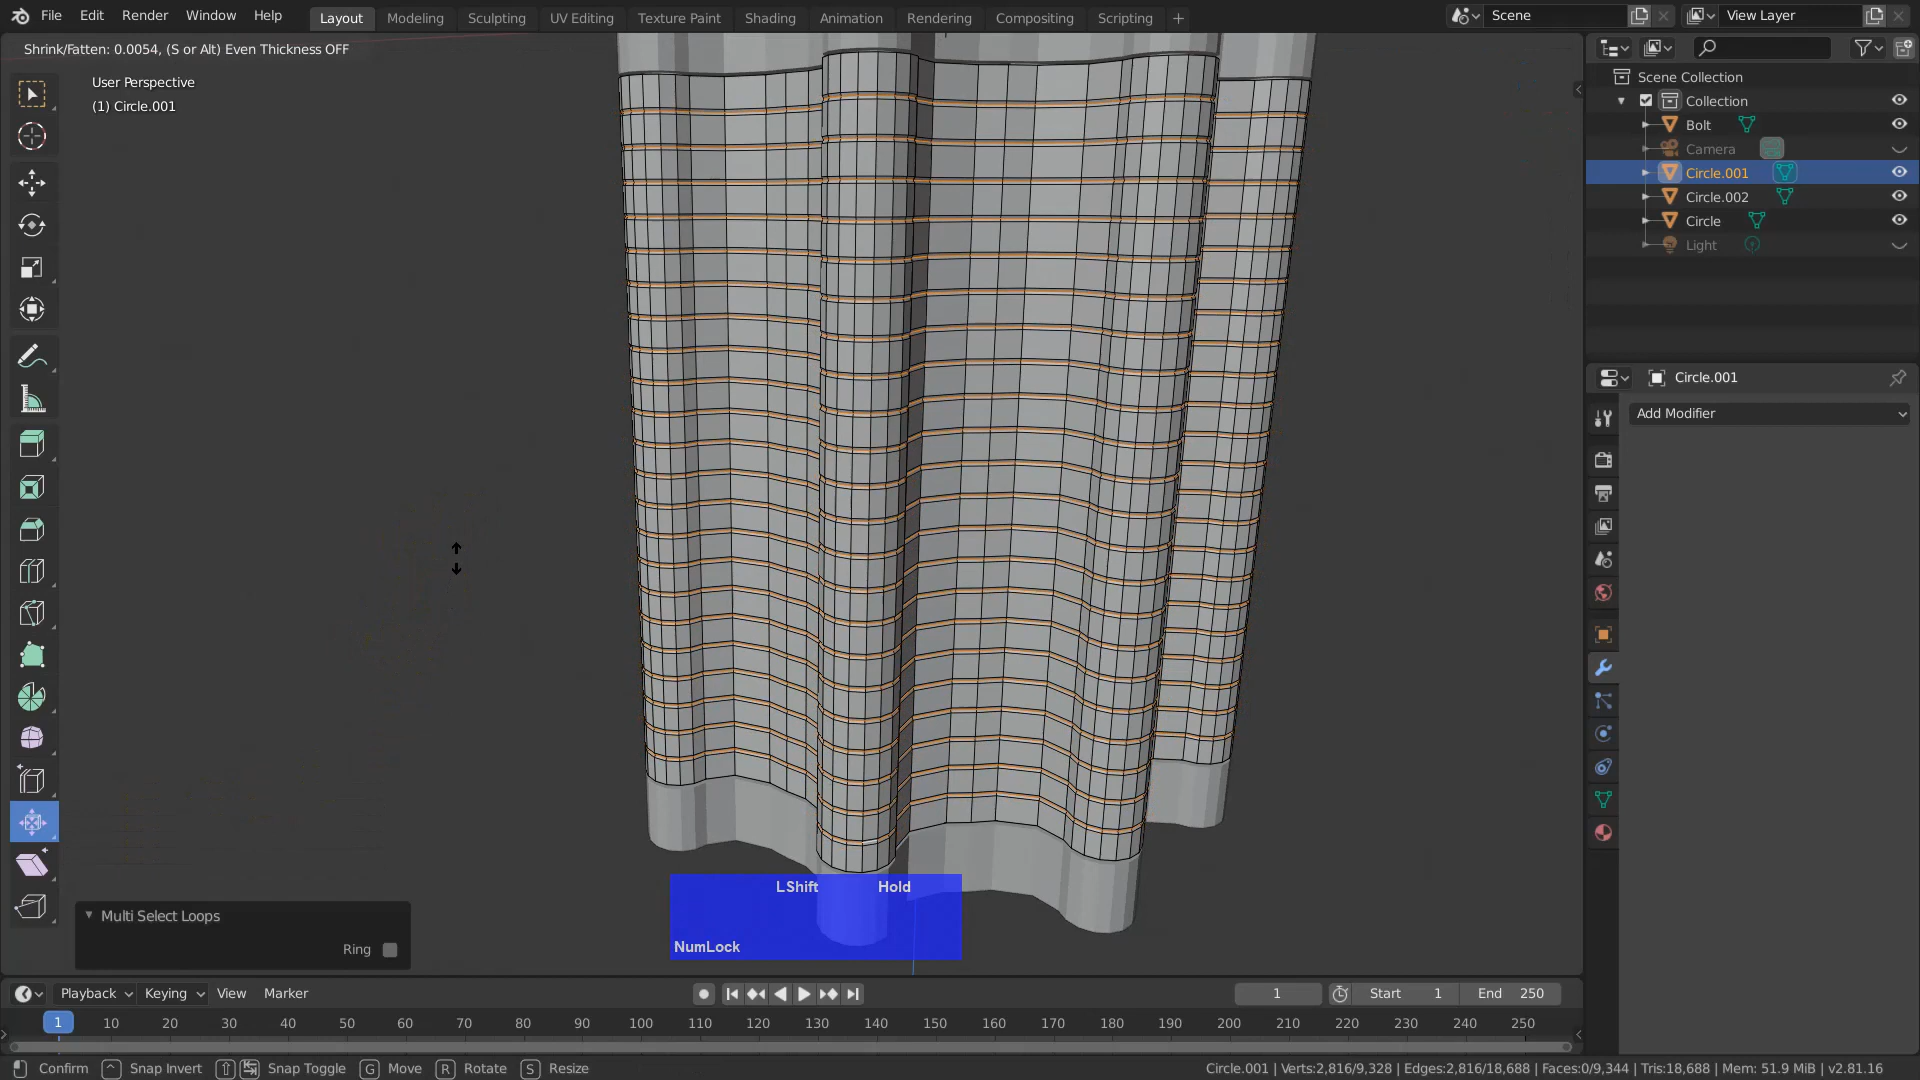 File Edit Render Window Help Layout Modeling Sculpting UV Editing Texture Paint Shading Animation Rendering Compositing Scripting + Scene View Layer
Shrink/Fatten: 0.0054, (S or Alt) Even Thickness OFF
User Perspective
(1) Circle.001
Scene Collection
Collection
Bolt
Camera
Circle.001
Circle.002
Circle
Light
Circle.001
Add Modifier
LShift Hold
NumLock
Multi Select Loops
Ring
Playback Keying View Marker 1 Start 1 End 250
1 10 20 30 40 50 60 70 80 90 100 110 120 130 140 150 160 170 180 190 200 210 220 230 240 250
Confirm Snap Invert Snap Toggle G Move R Rotate S Resize Circle.001 | Verts:2,816/9,328 | Edges:2,816/18,688 | Faces:0/9,344 | Tris:18,688 | Mem: 51.9 MiB | v2.81.16